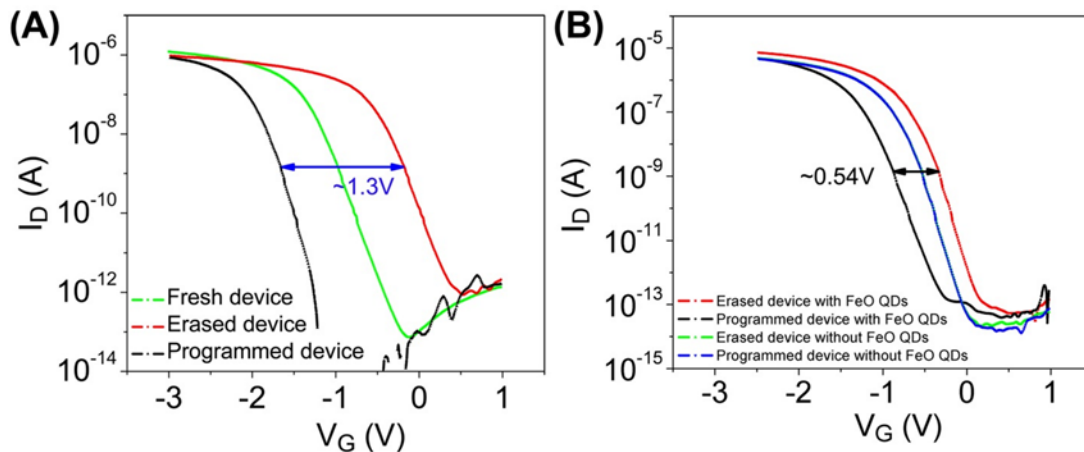 (A)
10⁻⁶
10⁻⁸
10⁻¹⁰
10⁻¹²
10⁻¹⁴
I_D (A)
~1.3V
Fresh device
Erased device
Programmed device
-3 -2 -1 0 1
V_G (V)
(B)
10⁻⁵
10⁻⁷
10⁻⁹
10⁻¹¹
10⁻¹³
10⁻¹⁵
I_D (A)
~0.54V
Erased device with FeO QDs
Programmed device with FeO QDs
Erased device without FeO QDs
Programmed device without FeO QDs
-3 -2 -1 0 1
V_G (V)